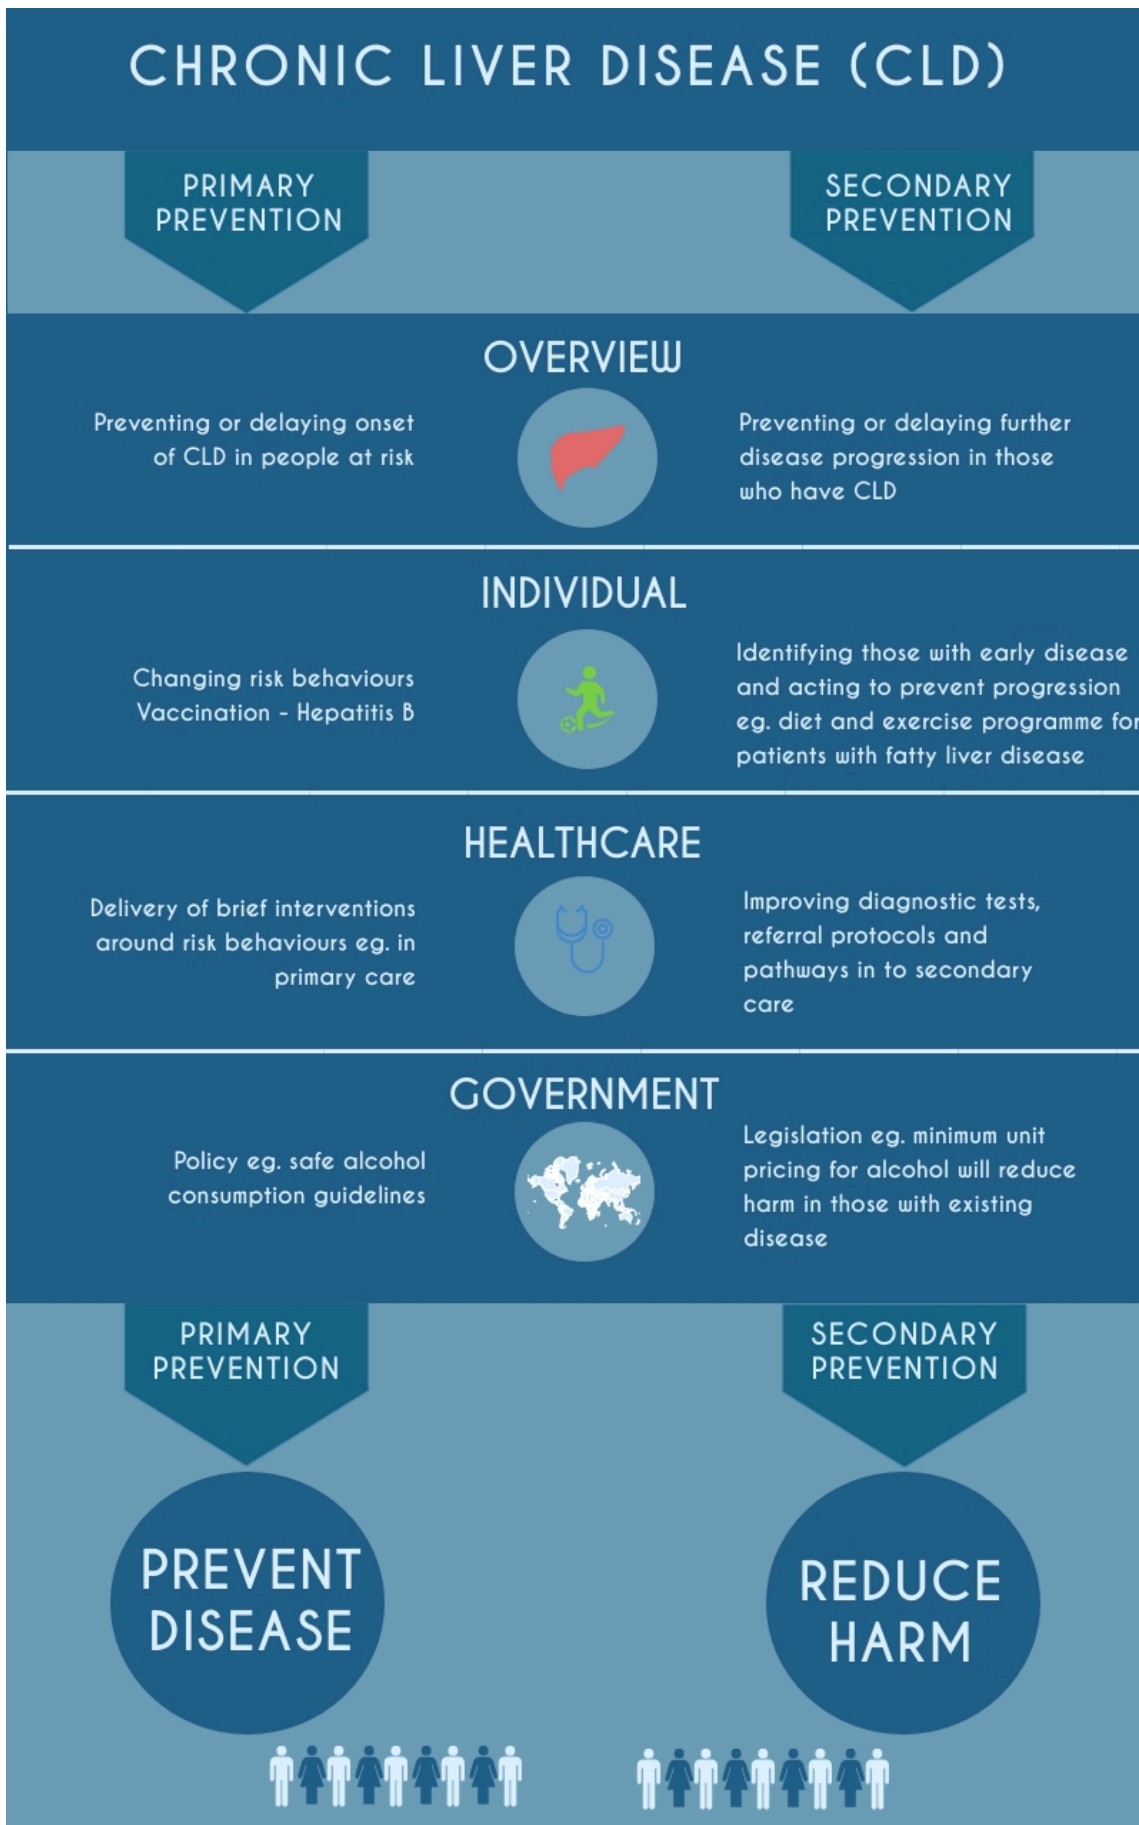 CHRONIC LIVER DISEASE (CLD)
PRIMARY
PREVENTION
SECONDARY
PREVENTION
OVERVIEW
Preventing or delaying onset
of CLD in people at risk
Preventing or delaying further
disease progression in those
who have CLD
INDIVIDUAL
Changing risk behaviours
Vaccination - Hepatitis B
Identifying those with early disease
and acting to prevent progression
eg. diet and exercise programme for
patients with fatty liver disease
HEALTHCARE
Delivery of brief interventions
around risk behaviours eg. in
primary care
Improving diagnostic tests,
referral protocols and
pathways in to secondary
care
GOVERNMENT
Policy eg. safe alcohol
consumption guidelines
Legislation eg. minimum unit
pricing for alcohol will reduce
harm in those with existing
disease
PRIMARY
PREVENTION
SECONDARY
PREVENTION
PREVENT
DISEASE
REDUCE
HARM